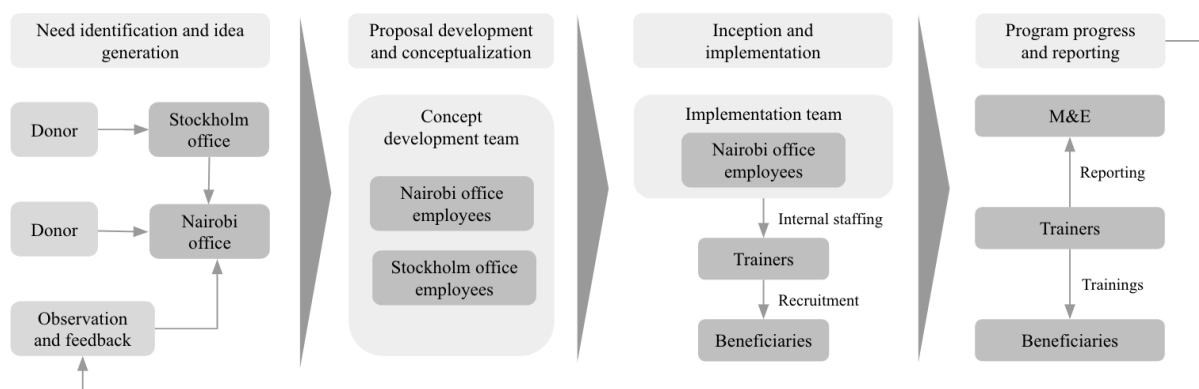 Need identification and idea
generation
Donor
Stockholm
office
Donor
Nairobi
office
Observation
and feedback
Proposal development
and conceptualization
Concept
development team
Nairobi office
employees
Stockholm office
employees
Inception and
implementation
Implementation team
Nairobi office
employees
Internal staffing
Trainers
Recruitment
Beneficiaries
Program progress
and reporting
M&E
Reporting
Trainers
Trainings
Beneficiaries